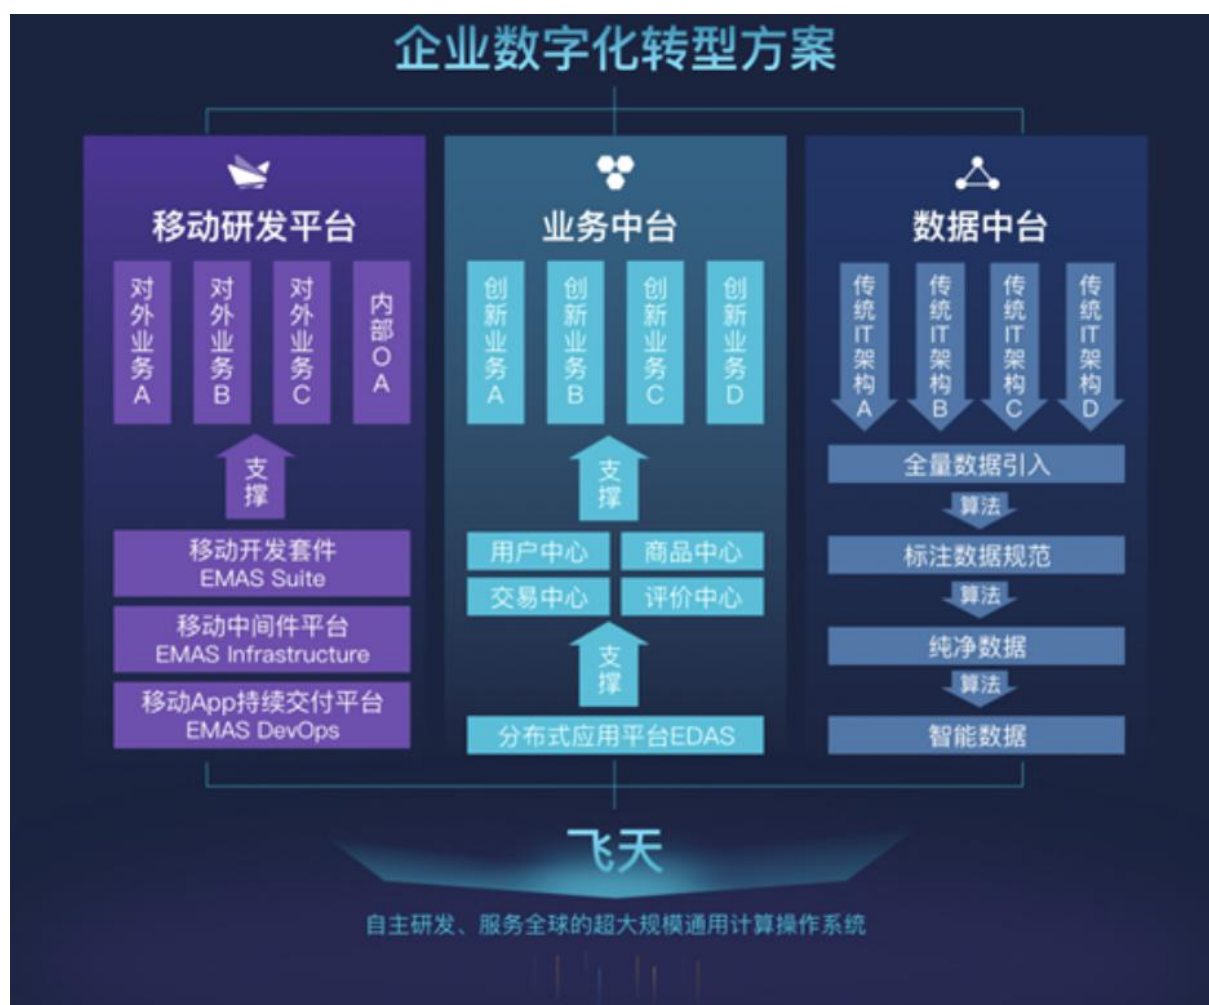 企业数字化转型方案
移动研发平台
对外业务A
对外业务B
对外业务C
内部OA
支撑
移动开发套件
EMAS Suite
移动中间件平台
EMAS Infrastructure
移动App持续交付平台
EMAS DevOps
业务中台
创新业务A
创新业务B
创新业务C
创新业务D
支撑
用户中心
商品中心
交易中心
评价中心
支撑
分布式应用平台EDAS
数据中台
传统IT架构A
传统IT架构B
传统IT架构C
传统IT架构D
全量数据引入
算法
标注数据规范
算法
纯净数据
算法
智能数据
飞天
自主研发、服务全球的超大规模通用计算操作系统